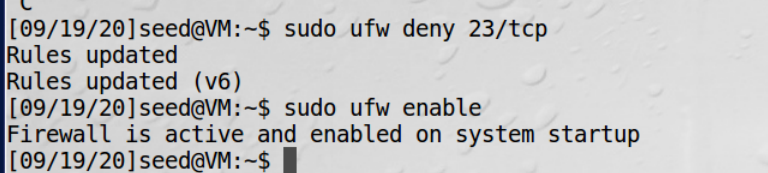 C
[09/19/20]seed@VM:~$ sudo ufw deny 23/tcp
Rules updated
Rules updated (v6)
[09/19/20]seed@VM:~$ sudo ufw enable
Firewall is active and enabled on system startup
[09/19/20]seed@VM:~$